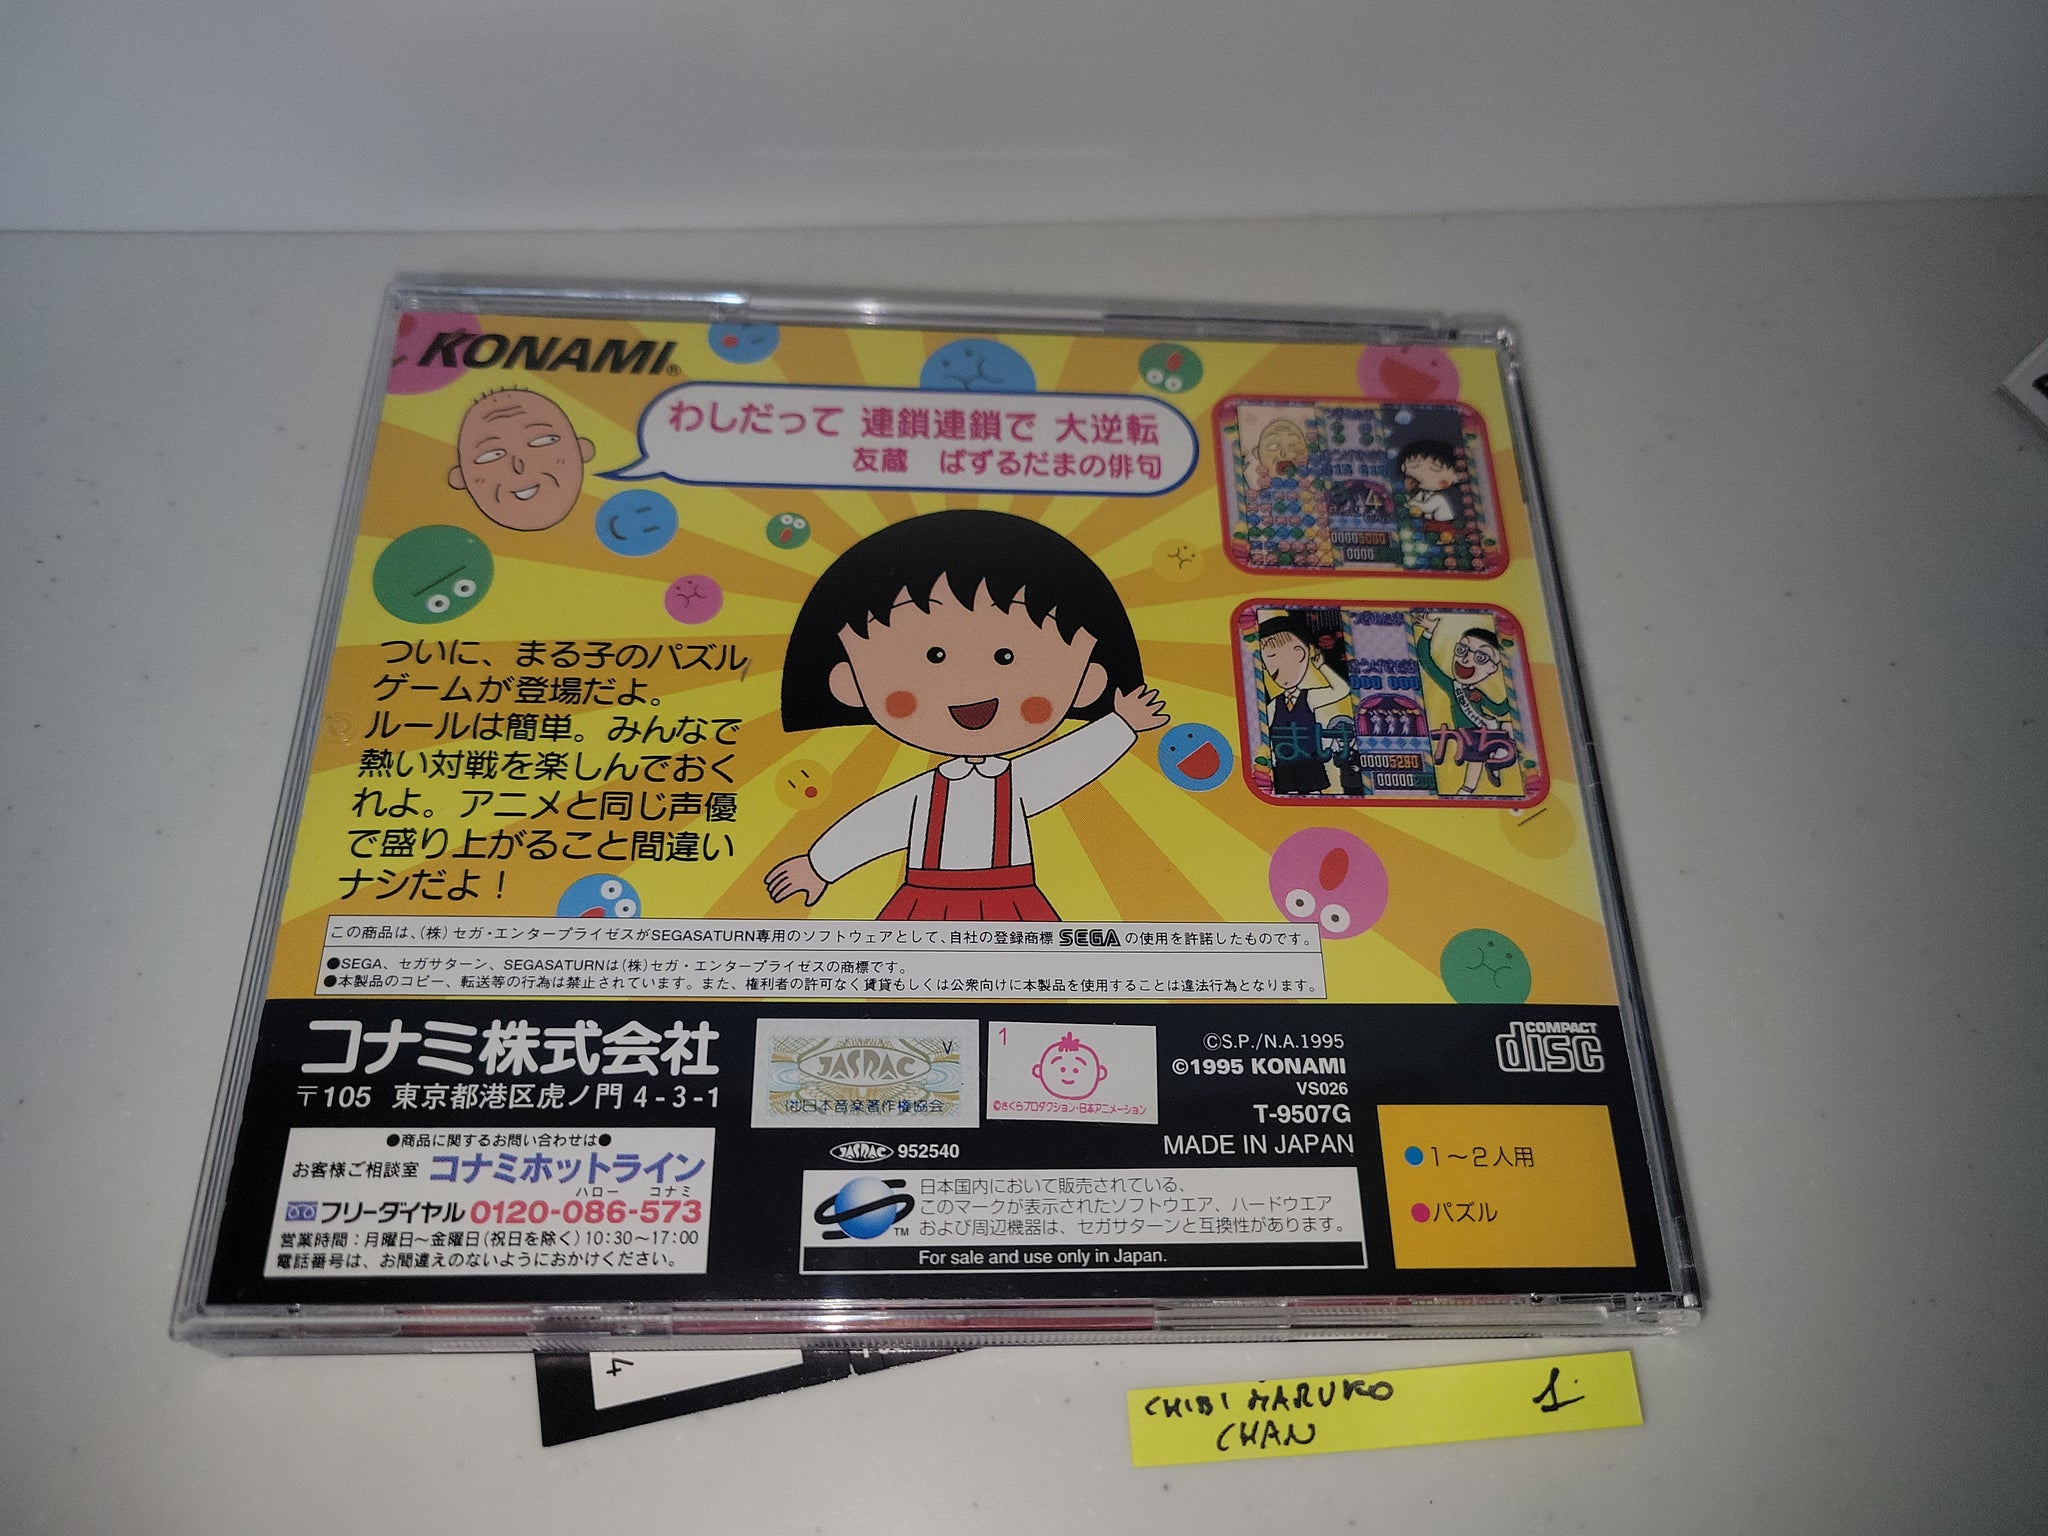 KONAMI®
わしだって 連鎖連鎖で 大逆転
友蔵 ぱずるだまの俳句
まけ
かち
ついに、まる子のパズル
ゲームが登場だよ。
ルールは簡単。みんなで
熱い対戦を楽しんでおく
れよ。アニメと同じ声優
で盛り上がること間違い
ナシだよ！
この商品は、（株）セガ・エンタープライゼスがSEGASATURN専用のソフトウェアとして、自社の登録商標 SEGA の使用を許諾したものです。
●SEGA、セガサターン、SEGASATURNは（株）セガ・エンタープライゼスの商標です。
●本製品のコピー、転送等の行為は禁止されています。また、権利者の許可なく賃貸もしくは公衆向けに本製品を使用することは違法行為となります。
コナミ株式会社
〒105 東京都港区虎ノ門 4-3-1
●商品に関するお問い合わせは●
お客様ご相談室 コナミホットライン
ハロー コナミ
フリーダイヤル 0120-086-573
営業時間：月曜日～金曜日（祝日を除く）10:30～17:00
電話番号は、お間違えのないようにおかけください。
V
JASRAC
(社)日本音楽著作権協会
1
©さくらプロダクション・日本アニメーション
JASRAC 952540
©S.P./N.A.1995
©1995 KONAMI
VS026
T-9507G
MADE IN JAPAN
COMPACT
disc
日本国内において販売されている、
このマークが表示されたソフトウエア、ハードウエア
および周辺機器は、セガサターンと互換性があります。
TM
For sale and use only in Japan.
●1～2人用
●パズル
4
CHIBI MARUKO 1
CHAN